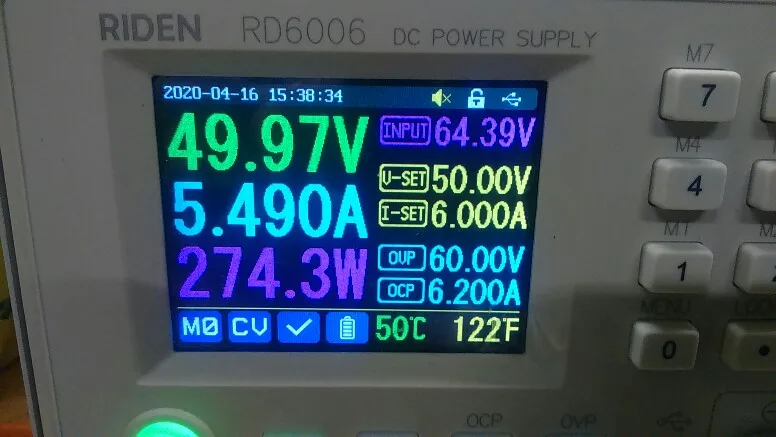 RIDEN RD6006 DC POWER SUPPLY
2020-04-16 15:38:34
49.97V
5.490A
274.3W
INPUT 64.39V
V-SET 50.00V
I-SET 6.000A
OVP 60.00V
OCP 6.200A
M0 CV 50℃ 122℉
M7
7
M4
4
M1
1
MENU
0
OCP OVP